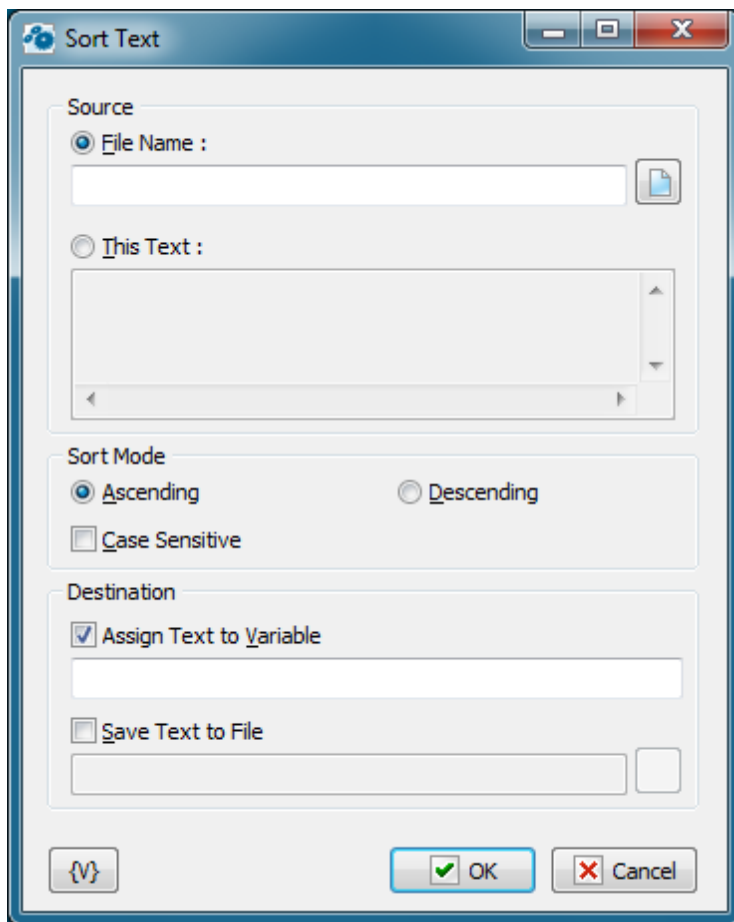 Sort Text
Source
File Name :
This Text :
Sort Mode
Ascending Descending
Case Sensitive
Destination
Assign Text to Variable
Save Text to File
{V} OK Cancel